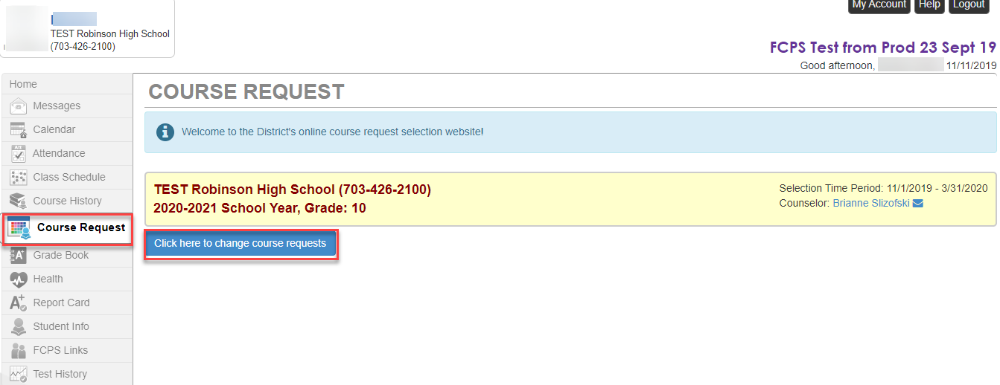 My Account Help Logout
TEST Robinson High School
(703-426-2100)
FCPS Test from Prod 23 Sept 19
Good afternoon, 11/11/2019
Home
Messages
Calendar
Attendance
Class Schedule
Course History
Course Request
Grade Book
Health
Report Card
Student Info
FCPS Links
Test History
COURSE REQUEST
Welcome to the District's online course request selection website!
TEST Robinson High School (703-426-2100)
2020-2021 School Year, Grade: 10
Selection Time Period: 11/1/2019 - 3/31/2020
Counselor: Brianne Slizofski
Click here to change course requests